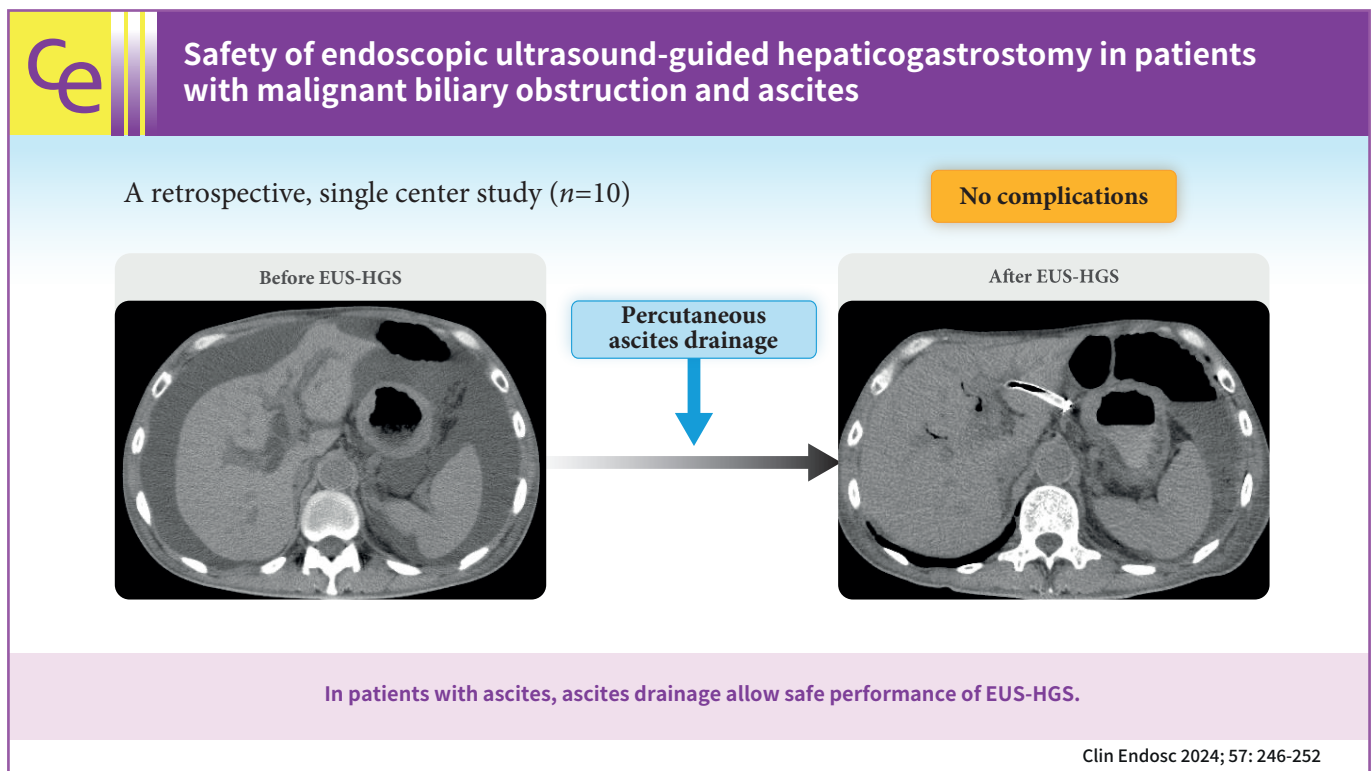 Ce
Safety of endoscopic ultrasound-guided hepaticogastrostomy in patients
with malignant biliary obstruction and ascites
A retrospective, single center study (n=10)
No complications
Before EUS-HGS
Percutaneous
ascites drainage
After EUS-HGS
In patients with ascites, ascites drainage allow safe performance of EUS-HGS.
Clin Endosc 2024; 57: 246-252